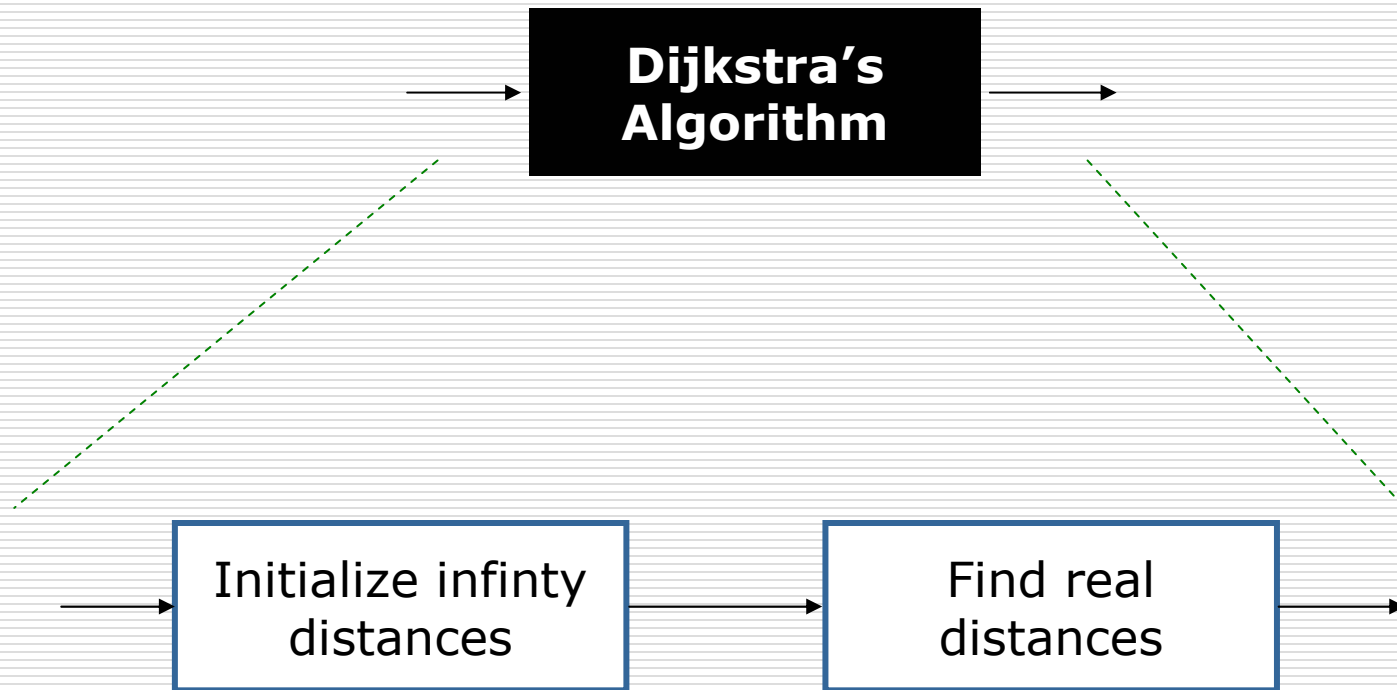 Dijkstra’s
Algorithm
Initialize infinty
distances
Find real
distances